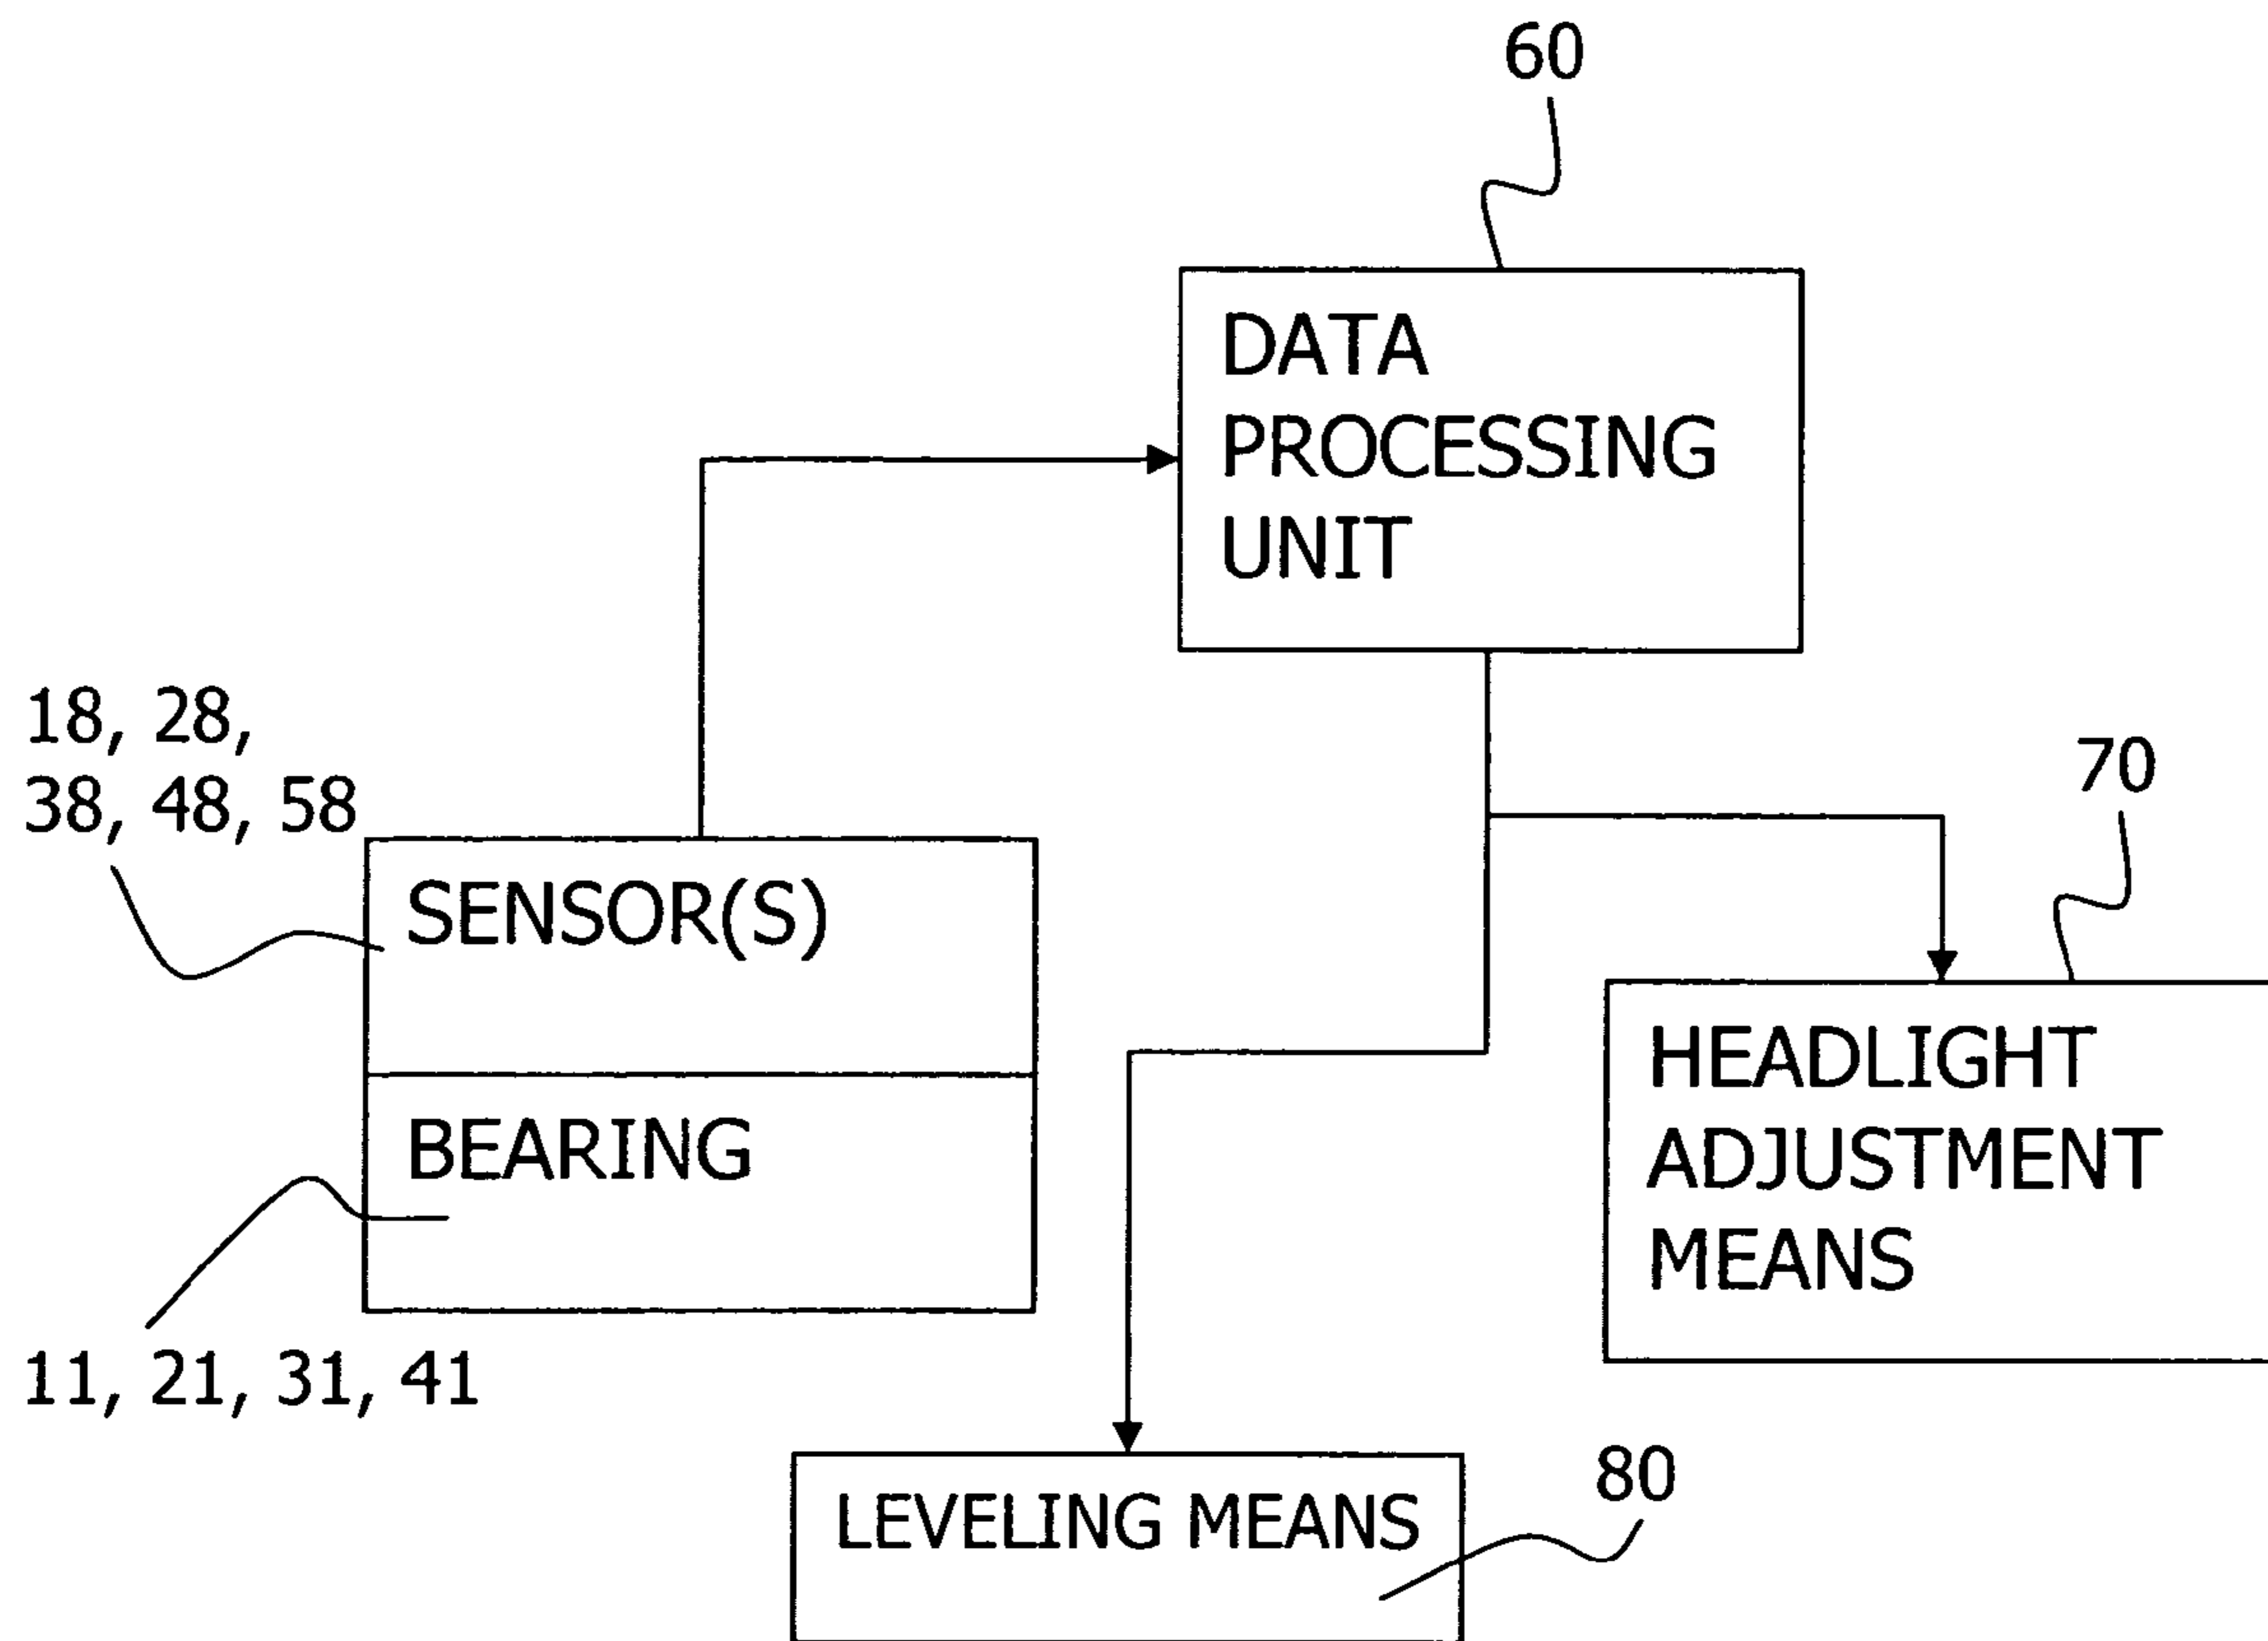 60
DATA
PROCESSING
UNIT
18, 28,
38, 48, 58
70
SENSOR(S)
HEADLIGHT
ADJUSTMENT
MEANS
BEARING
11, 21, 31, 41
80
LEVELING MEANS